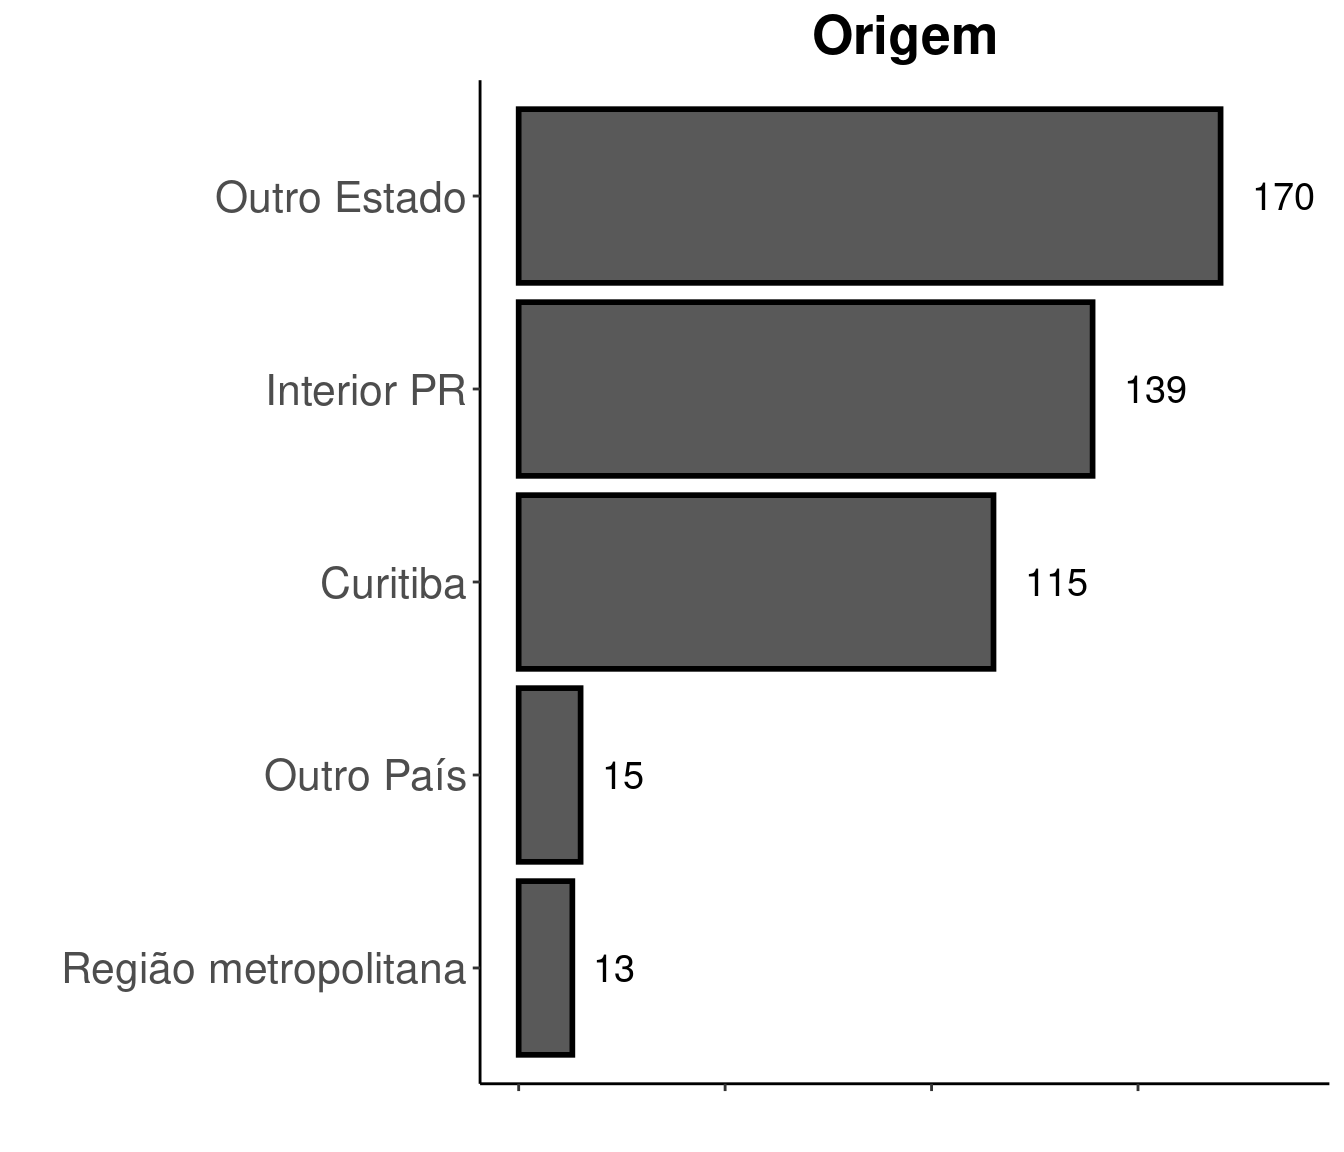 Origem
Outro Estado 170
Interior PR 139
Curitiba 115
Outro País 15
Região metropolitana 13